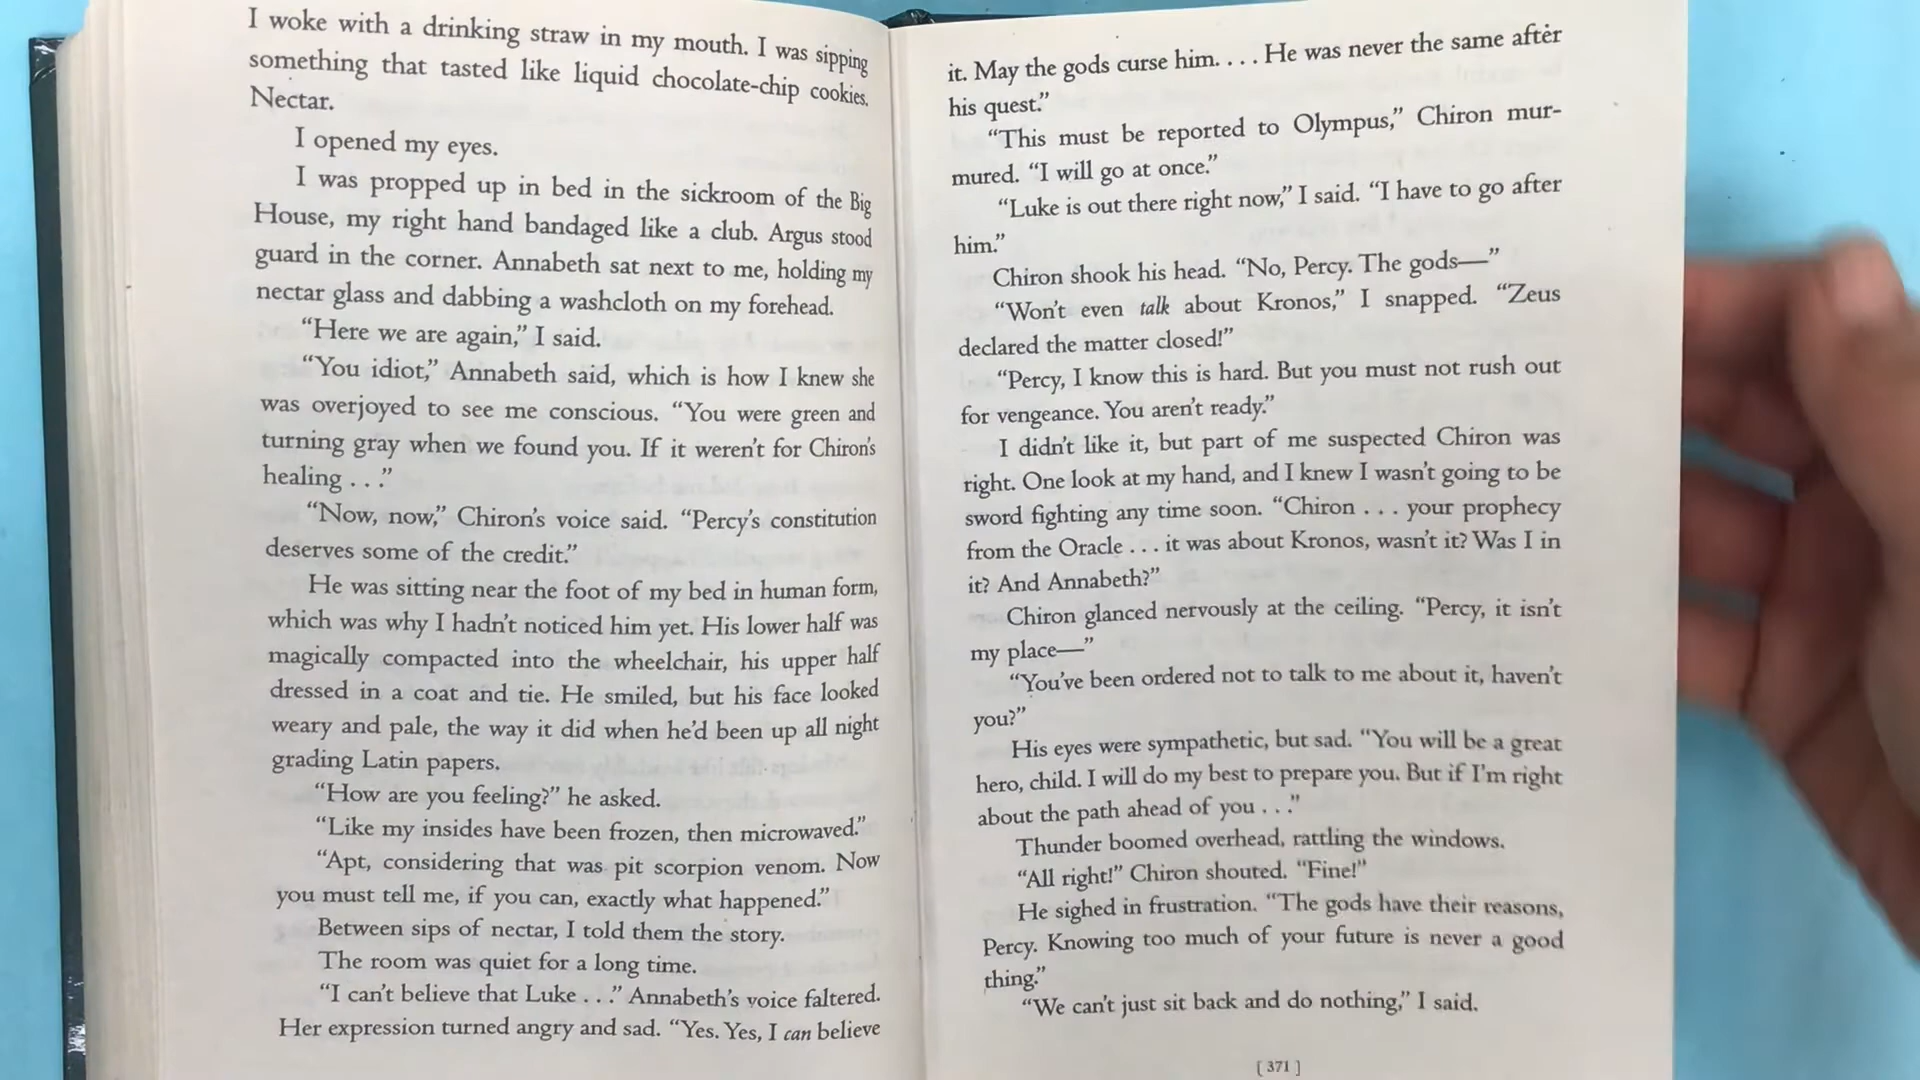 I woke with a drinking straw in my mouth. I was sipping
something that tasted like liquid chocolate-chip cookies.
Nectar.
I opened my eyes.
I was propped up in bed in the sickroom of the Big
House, my right hand bandaged like a club. Argus stood
guard in the corner. Annabeth sat next to me, holding my
nectar glass and dabbing a washcloth on my forehead.
“Here we are again,” I said.
“You idiot,” Annabeth said, which is how I knew she
was overjoyed to see me conscious. “You were green and
turning gray when we found you. If it weren’t for Chiron’s
healing . . .”
“Now, now,” Chiron’s voice said. “Percy’s constitution
deserves some of the credit.”
He was sitting near the foot of my bed in human form,
which was why I hadn’t noticed him yet. His lower half was
magically compacted into the wheelchair, his upper half
dressed in a coat and tie. He smiled, but his face looked
weary and pale, the way it did when he’d been up all night
grading Latin papers.
“How are you feeling?” he asked.
“Like my insides have been frozen, then microwaved.”
“Apt, considering that was pit scorpion venom. Now
you must tell me, if you can, exactly what happened.”
Between sips of nectar, I told them the story.
The room was quiet for a long time.
“I can’t believe that Luke . . .” Annabeth’s voice faltered.
Her expression turned angry and sad. “Yes. Yes, I can believe
it. May the gods curse him. . . . He was never the same after
his quest.”
“This must be reported to Olympus,” Chiron mur-
mured. “I will go at once.”
“Luke is out there right now,” I said. “I have to go after
him.”
Chiron shook his head. “No, Percy. The gods—”
“Won’t even talk about Kronos,” I snapped. “Zeus
declared the matter closed!”
“Percy, I know this is hard. But you must not rush out
for vengeance. You aren’t ready.”
I didn’t like it, but part of me suspected Chiron was
right. One look at my hand, and I knew I wasn’t going to be
sword fighting any time soon. “Chiron . . . your prophecy
from the Oracle . . . it was about Kronos, wasn’t it? Was I in
it? And Annabeth?”
Chiron glanced nervously at the ceiling. “Percy, it isn’t
my place—”
“You’ve been ordered not to talk to me about it, haven’t
you?”
His eyes were sympathetic, but sad. “You will be a great
hero, child. I will do my best to prepare you. But if I’m right
about the path ahead of you . . .”
Thunder boomed overhead, rattling the windows.
“All right!” Chiron shouted. “Fine!”
He sighed in frustration. “The gods have their reasons,
Percy. Knowing too much of your future is never a good
thing.”
“We can’t just sit back and do nothing,” I said.
[ 371 ]